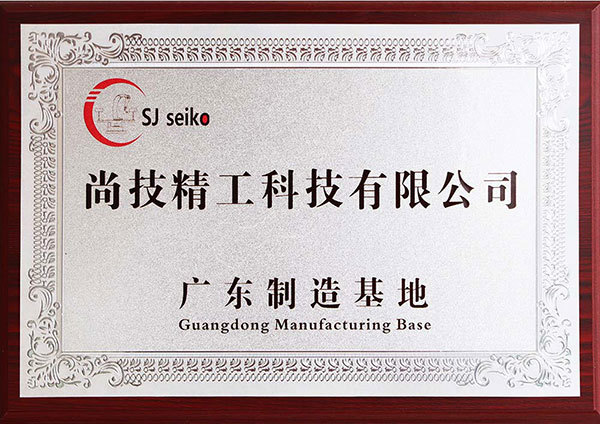 SJ seiko
尚技精工科技有限公司
广东制造基地
Guangdong Manufacturing Base